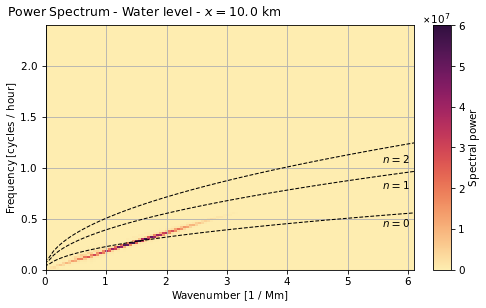 Power Spectrum - Water level - x = 10.0 km
×10⁷
Frequency [cycles / hour]
2.0
1.5
1.0
0.5
0.0
n = 2
n = 1
n = 0
0
1
2
3
4
5
6
Wavenumber [1 / Mm]
6
5
4
3
2
1
0
Spectral power